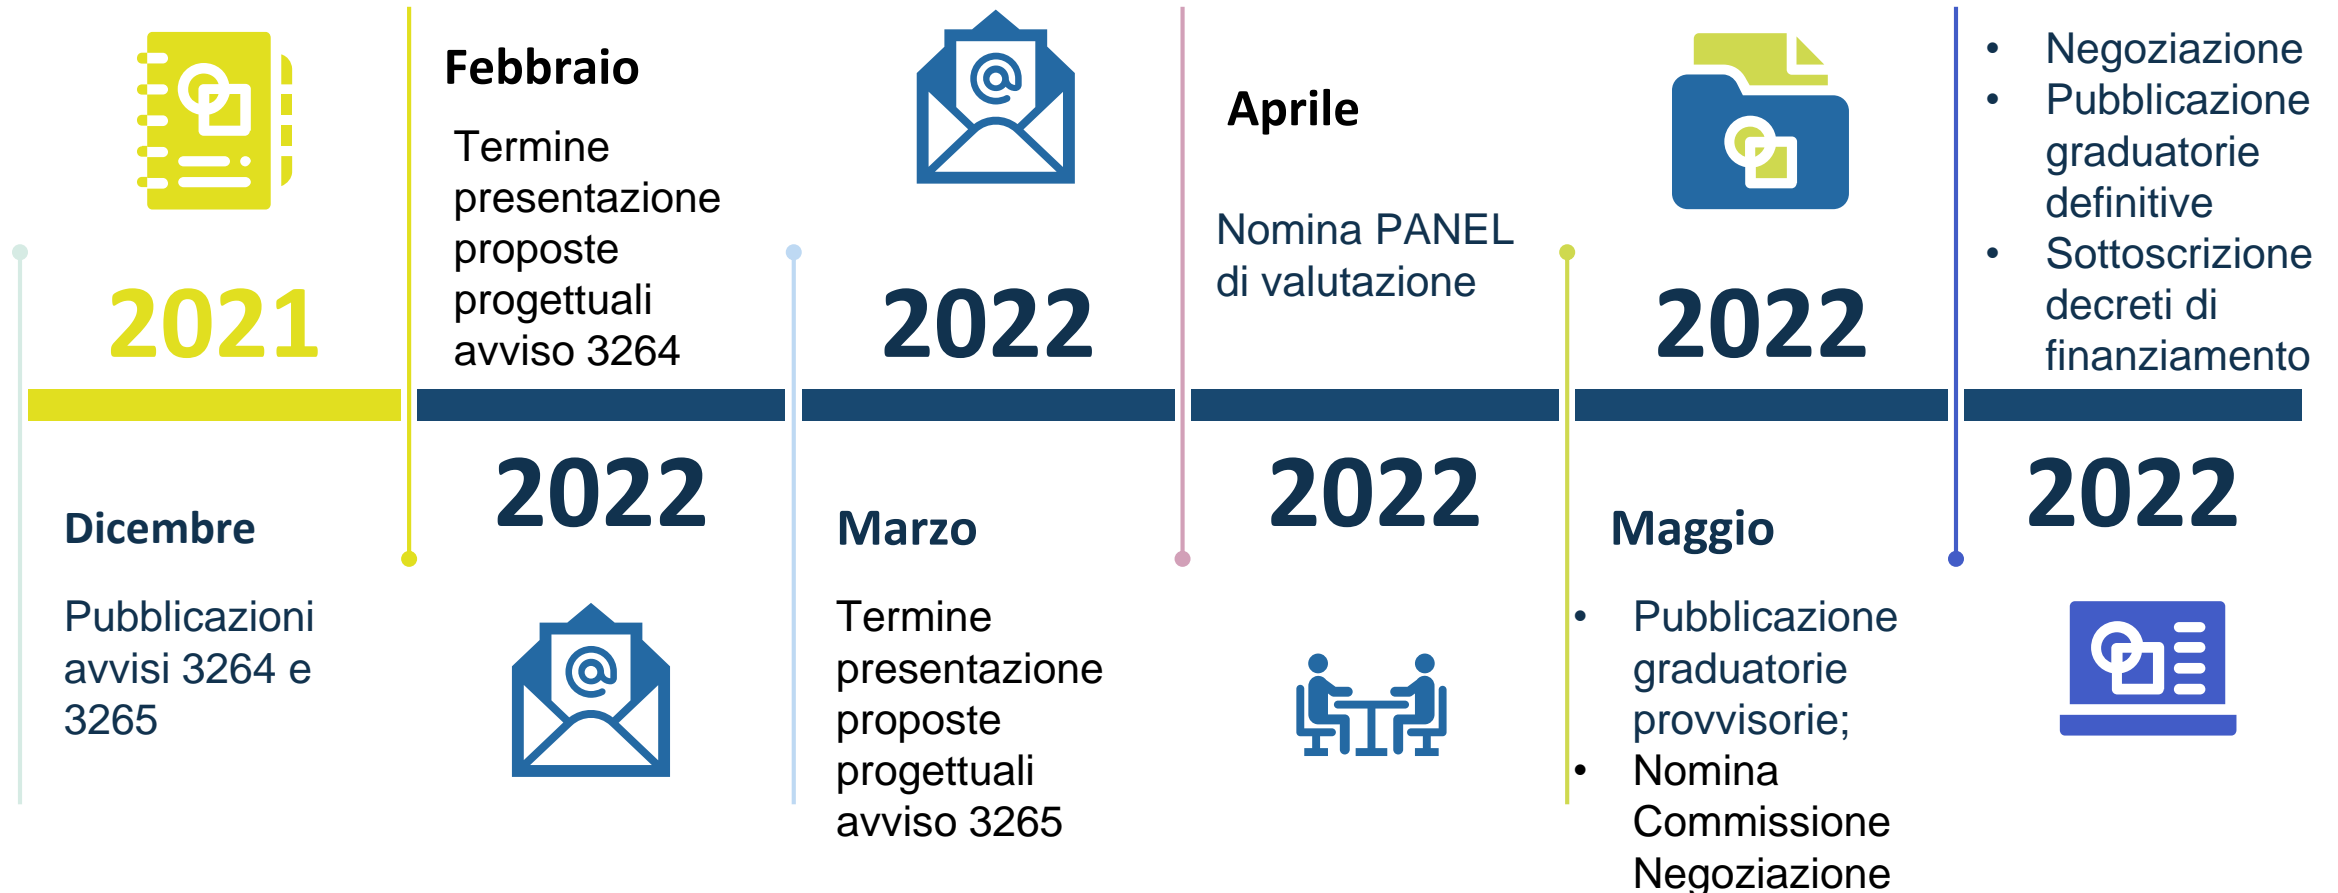 2021
Dicembre
Pubblicazioni
avvisi 3264 e
3265
Febbraio
Termine
presentazione
proposte
progettuali
avviso 3264
2022
2022
Marzo
Termine
presentazione
proposte
progettuali
avviso 3265
Aprile
Nomina PANEL
di valutazione
2022
2022
Maggio
• Pubblicazione
graduatorie
provvisorie;
• Nomina
Commissione
Negoziazione
• Negoziazione
• Pubblicazione
graduatorie
definitive
• Sottoscrizione
decreti di
finanziamento
2022